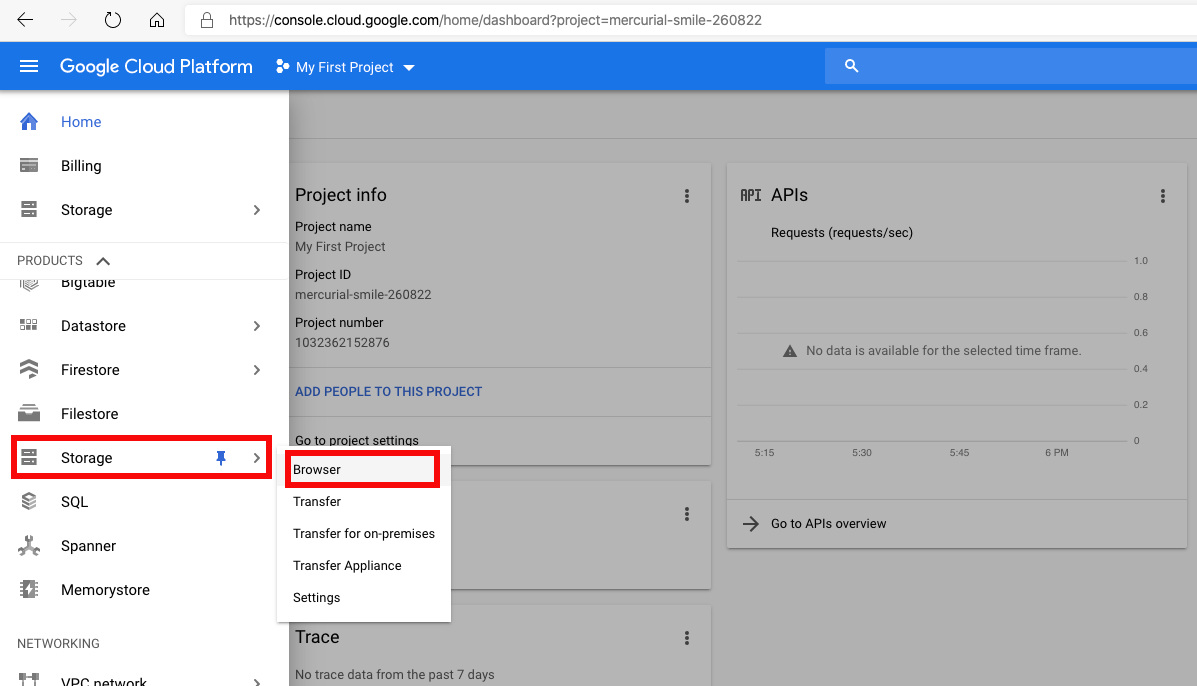 https://console.cloud.google.com/home/dashboard?project=mercurial-smile-260822
Google Cloud Platform
My First Project
Home
Billing
Storage
PRODUCTS
Bigtable
Datastore
Firestore
Filestore
Storage
SQL
Spanner
Memorystore
NETWORKING
VPC network
Browser
Transfer
Transfer for on-premises
Transfer Appliance
Settings
Project info
Project name
My First Project
Project ID
mercurial-smile-260822
Project number
1032362152876
ADD PEOPLE TO THIS PROJECT
Go to project settings
Trace
No trace data from the past 7 days
API APIs
Requests (requests/sec)
1.0
0.8
0.6
No data is available for the selected time frame.
0.4
0.2
0
5:15 5:30 5:45 6 PM
Go to APIs overview